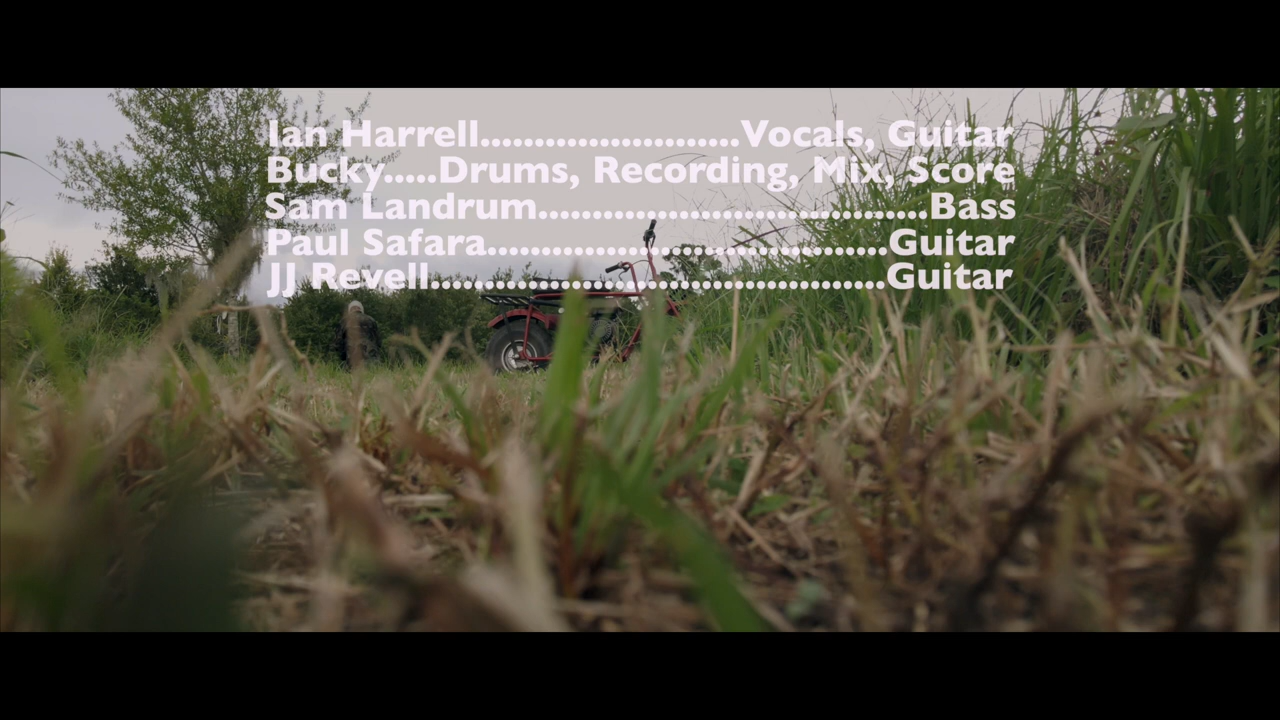 Ian Harrell........................Vocals, Guitar
Bucky.....Drums, Recording, Mix, Score
Sam Landrum....................................Bass
Paul Safara.....................................Guitar
JJ Revell..........................................Guitar